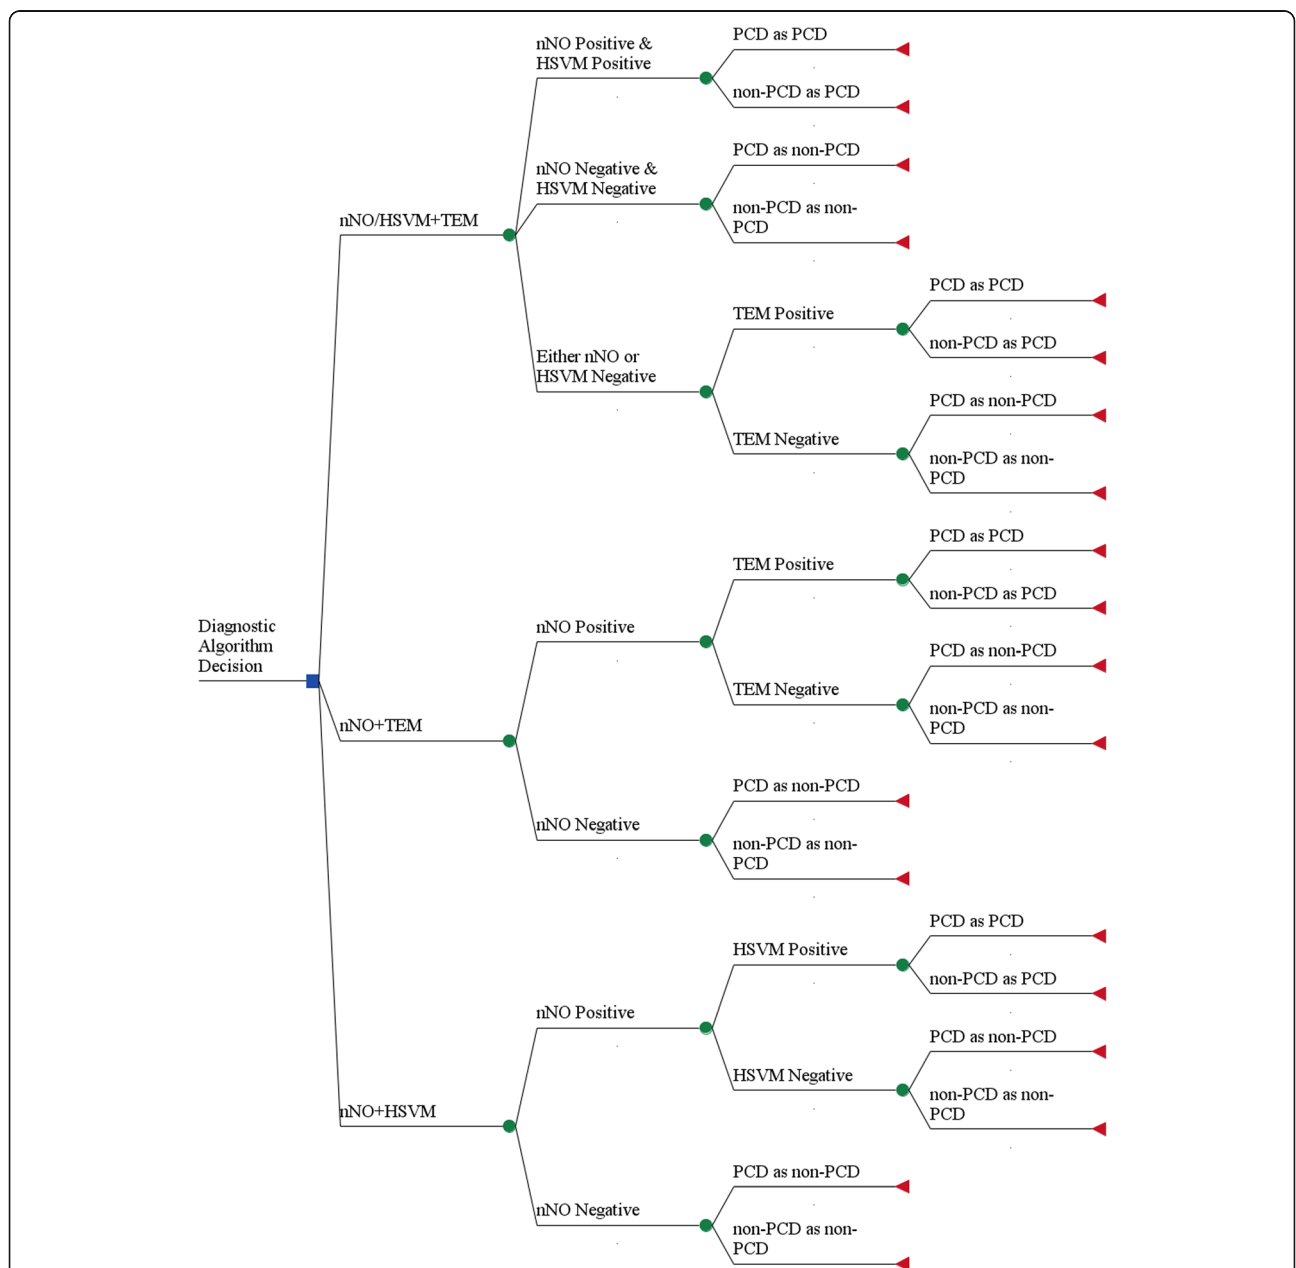 Diagnostic
Algorithm
Decision
nNO/HSVM+TEM
nNO Positive &
HSVM Positive
PCD as PCD
non-PCD as PCD
nNO Negative &
HSVM Negative
PCD as non-PCD
non-PCD as non-
PCD
Either nNO or
HSVM Negative
TEM Positive
PCD as PCD
non-PCD as PCD
TEM Negative
PCD as non-PCD
non-PCD as non-
PCD
nNO+TEM
nNO Positive
TEM Positive
PCD as PCD
non-PCD as PCD
TEM Negative
PCD as non-PCD
non-PCD as non-
PCD
nNO Negative
PCD as non-PCD
non-PCD as non-
PCD
nNO+HSVM
nNO Positive
HSVM Positive
PCD as PCD
non-PCD as PCD
HSVM Negative
PCD as non-PCD
non-PCD as non-
PCD
nNO Negative
PCD as non-PCD
non-PCD as non-
PCD